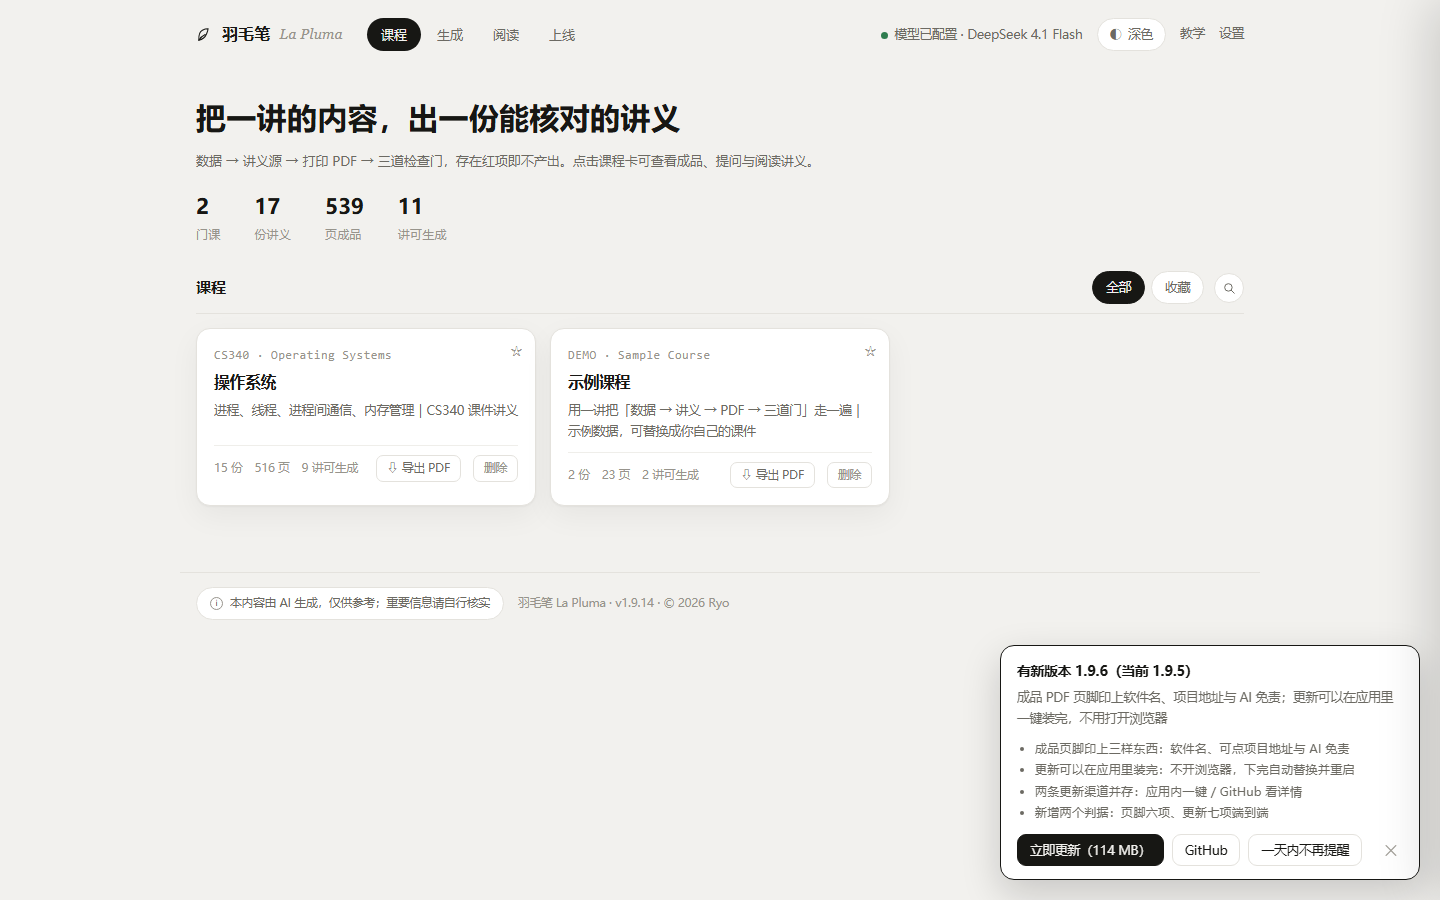 羽毛笔 La Pluma 课程 生成 阅读 上线 模型已配置 · DeepSeek 4.1 Flash 深色 教学 设置
把一讲的内容，出一份能核对的讲义
数据 → 讲义源 → 打印 PDF → 三道检查门，存在红项即不产出。点击课程卡可查看成品、提问与阅读讲义。
2 17 539 11
门课 份讲义 页成品 讲可生成
课程 全部 收藏
CS340 · Operating Systems
操作系统
进程、线程、进程间通信、内存管理 | CS340 课件讲义
15 份 516 页 9 讲可生成 导出 PDF 删除
DEMO · Sample Course
示例课程
用一讲把「数据 → 讲义 → PDF → 三道门」走一遍 |
示例数据，可替换成你自己的课件
2 份 23 页 2 讲可生成 导出 PDF 删除
本内容由 AI 生成，仅供参考；重要信息请自行核实 羽毛笔 La Pluma · v1.9.14 · © 2026 Ryo
有新版本 1.9.6（当前 1.9.5）
成品 PDF 页脚印上软件名、项目地址与 AI 免责；更新可以在应用里
一键装完，不用打开浏览器
• 成品页脚印上三样东西：软件名、可点项目地址与 AI 免责
• 更新可以在应用里装完：不开浏览器，下完自动替换并重启
• 两条更新渠道并存：应用内一键 / GitHub 看详情
• 新增两个判据：页脚六项、更新七项端到端
立即更新（114 MB） GitHub 一天内不再提醒